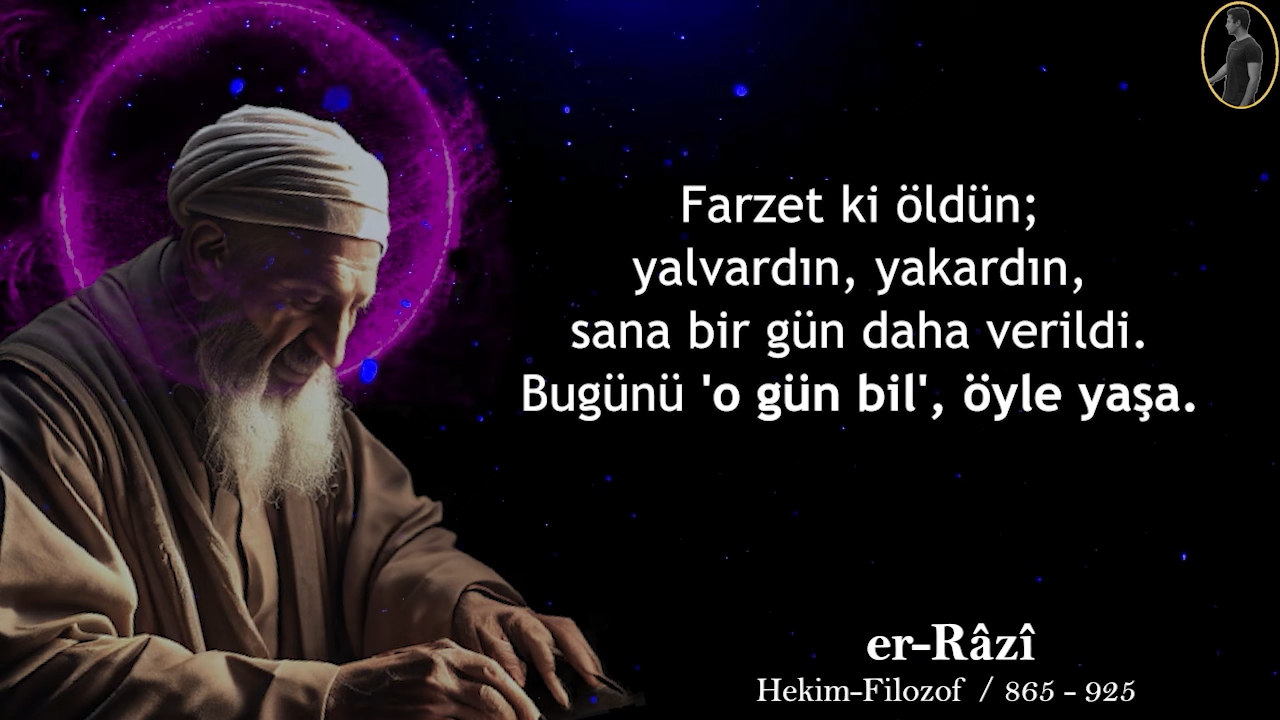 Farzet ki öldün;
yalvardın, yakardın,
sana bir gün daha verildi.
Bugünü 'o gün bil', öyle yaşa.
er-Râzî
Hekim-Filozof / 865 - 925